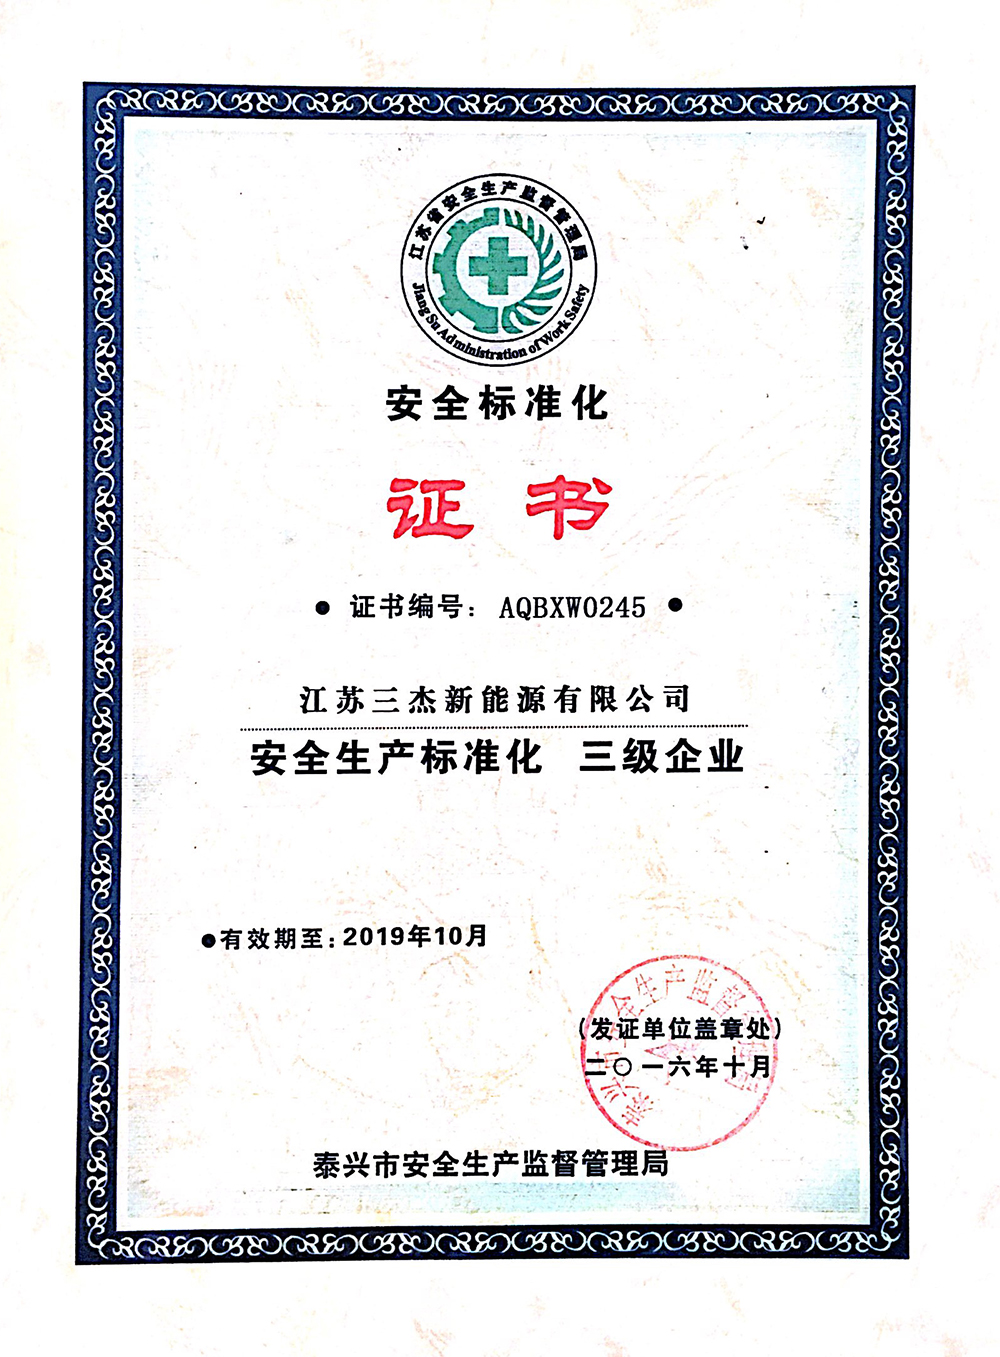 江苏省安全生产监督管理局
Jiang Su Administration of Work Safety
安全标准化
证书
● 证书编号： AQBXW0245 ●
江苏三杰新能源有限公司
安全生产标准化 三级企业
●有效期至：2019年10月
(发证单位盖章处)
二〇一六年十月
泰兴市安全生产监督管理局